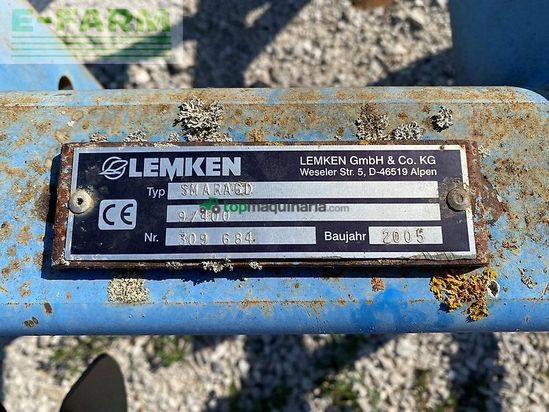 E-FARM
LEMKEN
LEMKEN GmbH & Co. KG
Weseler Str. 5, D-46519 Alpen
Typ SMARAGD
9/400
topmaquinaria.com
Nr. 309 684 Baujahr 2005
CE